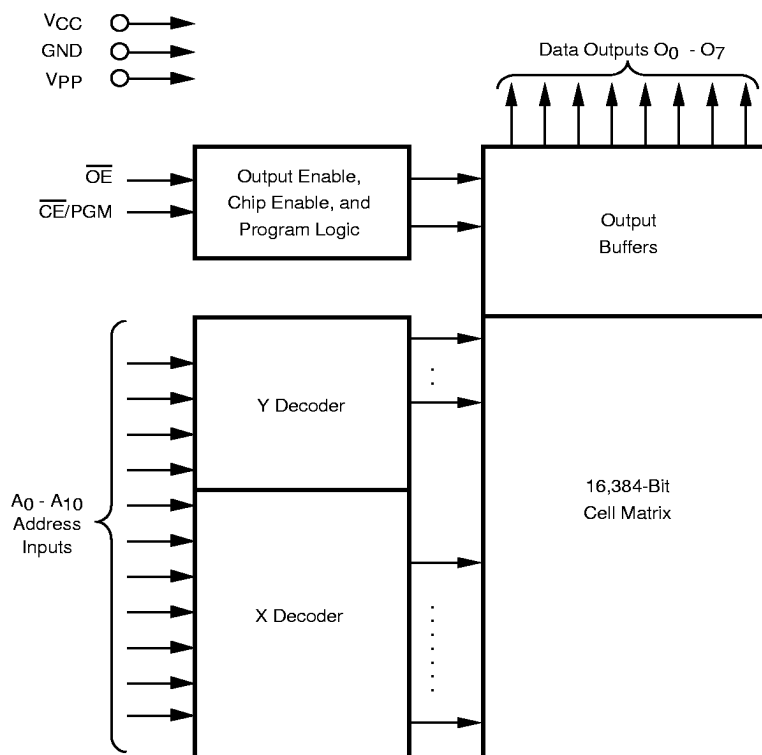 VCC
GND
VPP
Data Outputs O0 - O7
OE
CE/PGM
Output Enable,
Chip Enable, and
Program Logic
Output
Buffers
Y Decoder
A0 - A10
Address
Inputs
X Decoder
16,384-Bit
Cell Matrix